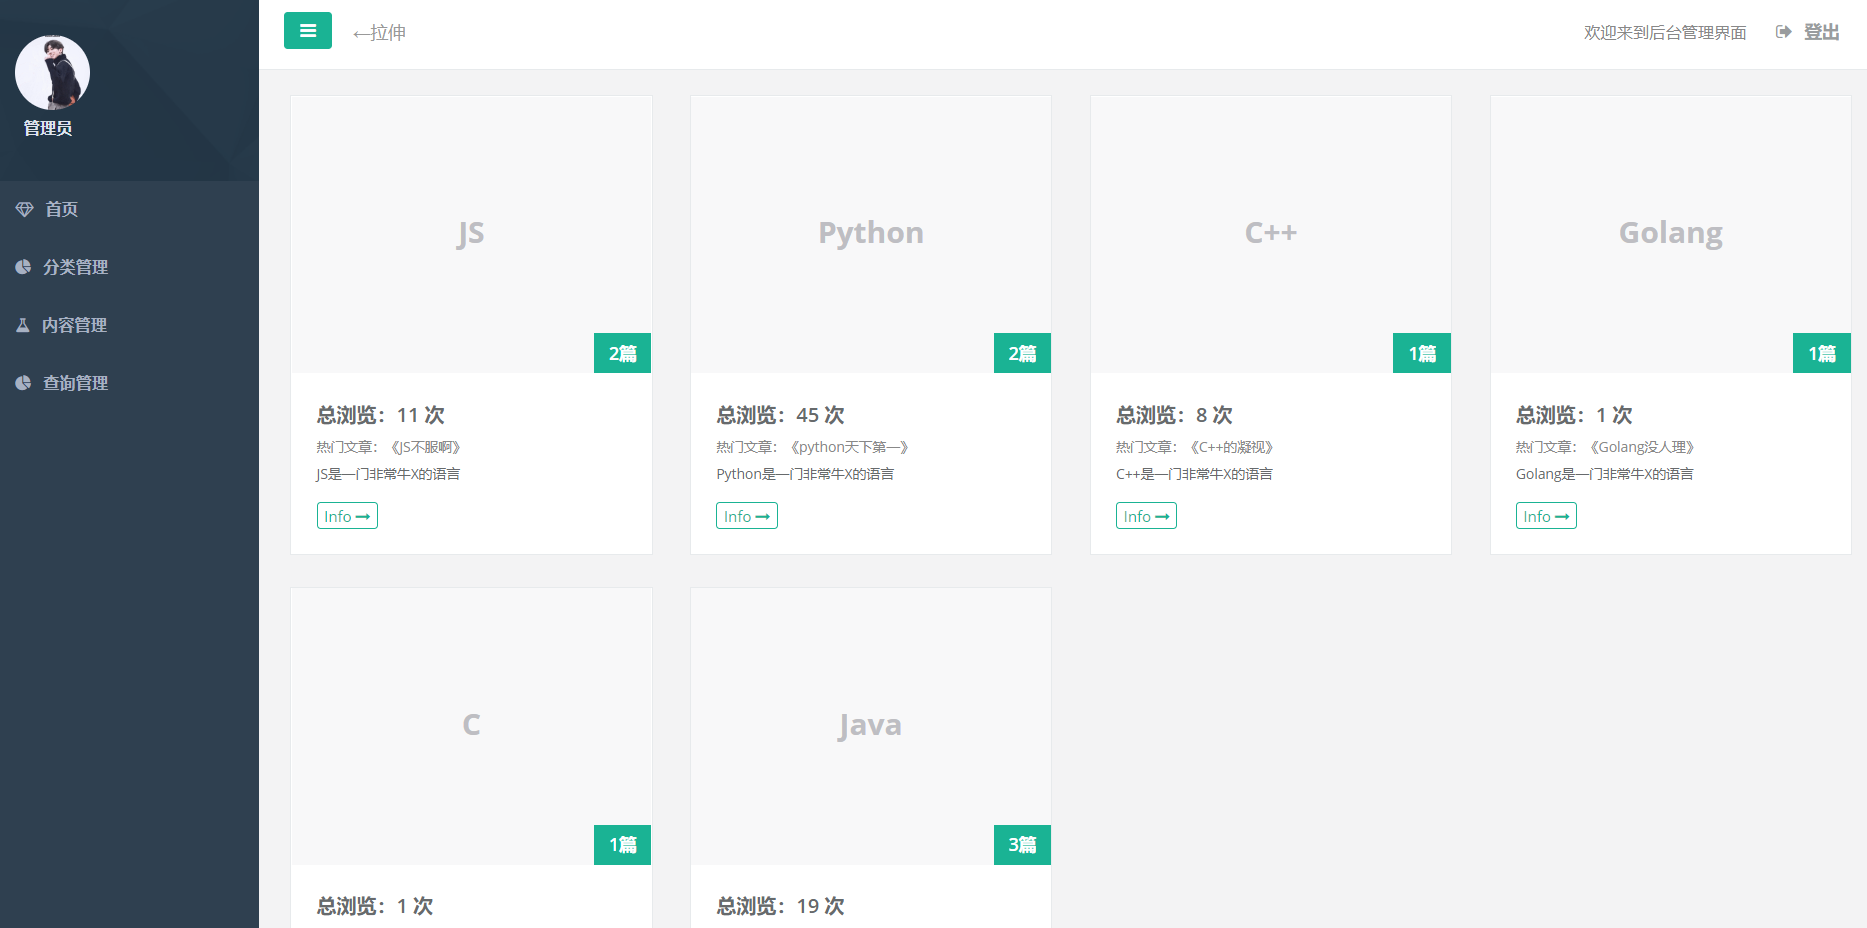 ←拉伸
欢迎来到后台管理界面
登出
管理员
首页
分类管理
内容管理
查询管理
JS
2篇
总浏览：11 次
热门文章：《JS不服啊》
JS是一门非常牛X的语言
Info
Python
2篇
总浏览：45 次
热门文章：《python天下第一》
Python是一门非常牛X的语言
Info
C++
1篇
总浏览：8 次
热门文章：《C++的凝视》
C++是一门非常牛X的语言
Info
Golang
1篇
总浏览：1 次
热门文章：《Golang没人理》
Golang是一门非常牛X的语言
Info
C
1篇
总浏览：1 次
Java
3篇
总浏览：19 次